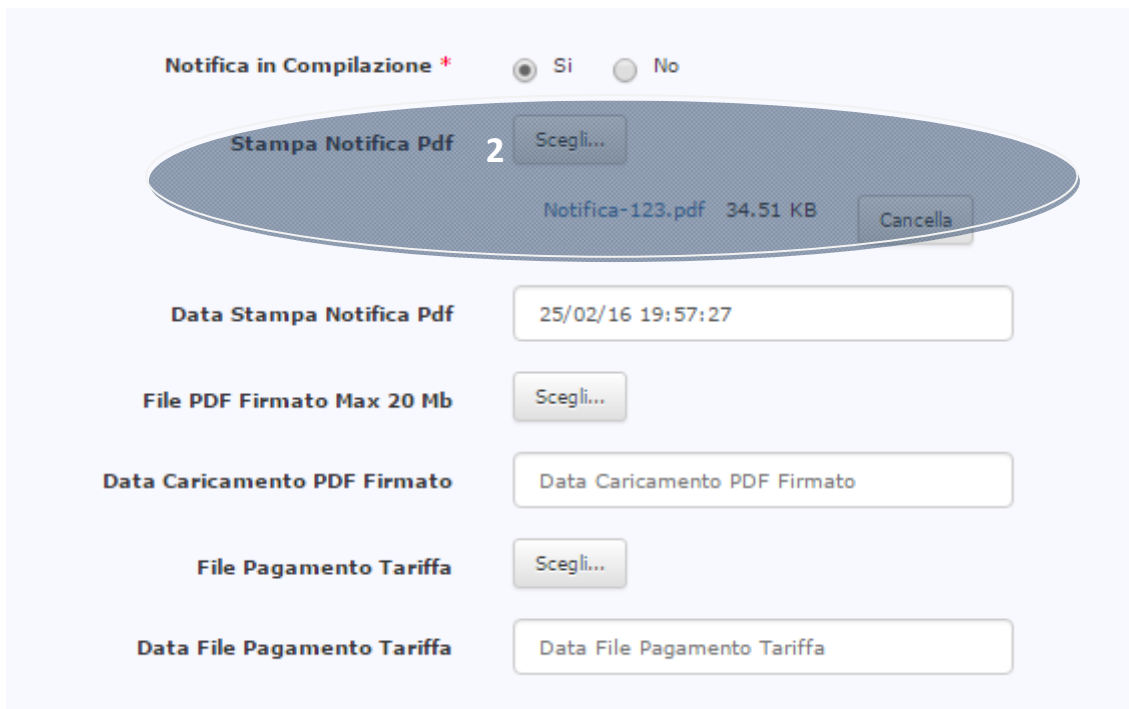 Notifica in Compilazione * Si No
Stampa Notifica Pdf 2 Scegli...
Notifica-123.pdf 34.51 KB Cancella
Data Stampa Notifica Pdf 25/02/16 19:57:27
File PDF Firmato Max 20 Mb Scegli...
Data Caricamento PDF Firmato Data Caricamento PDF Firmato
File Pagamento Tariffa Scegli...
Data File Pagamento Tariffa Data File Pagamento Tariffa